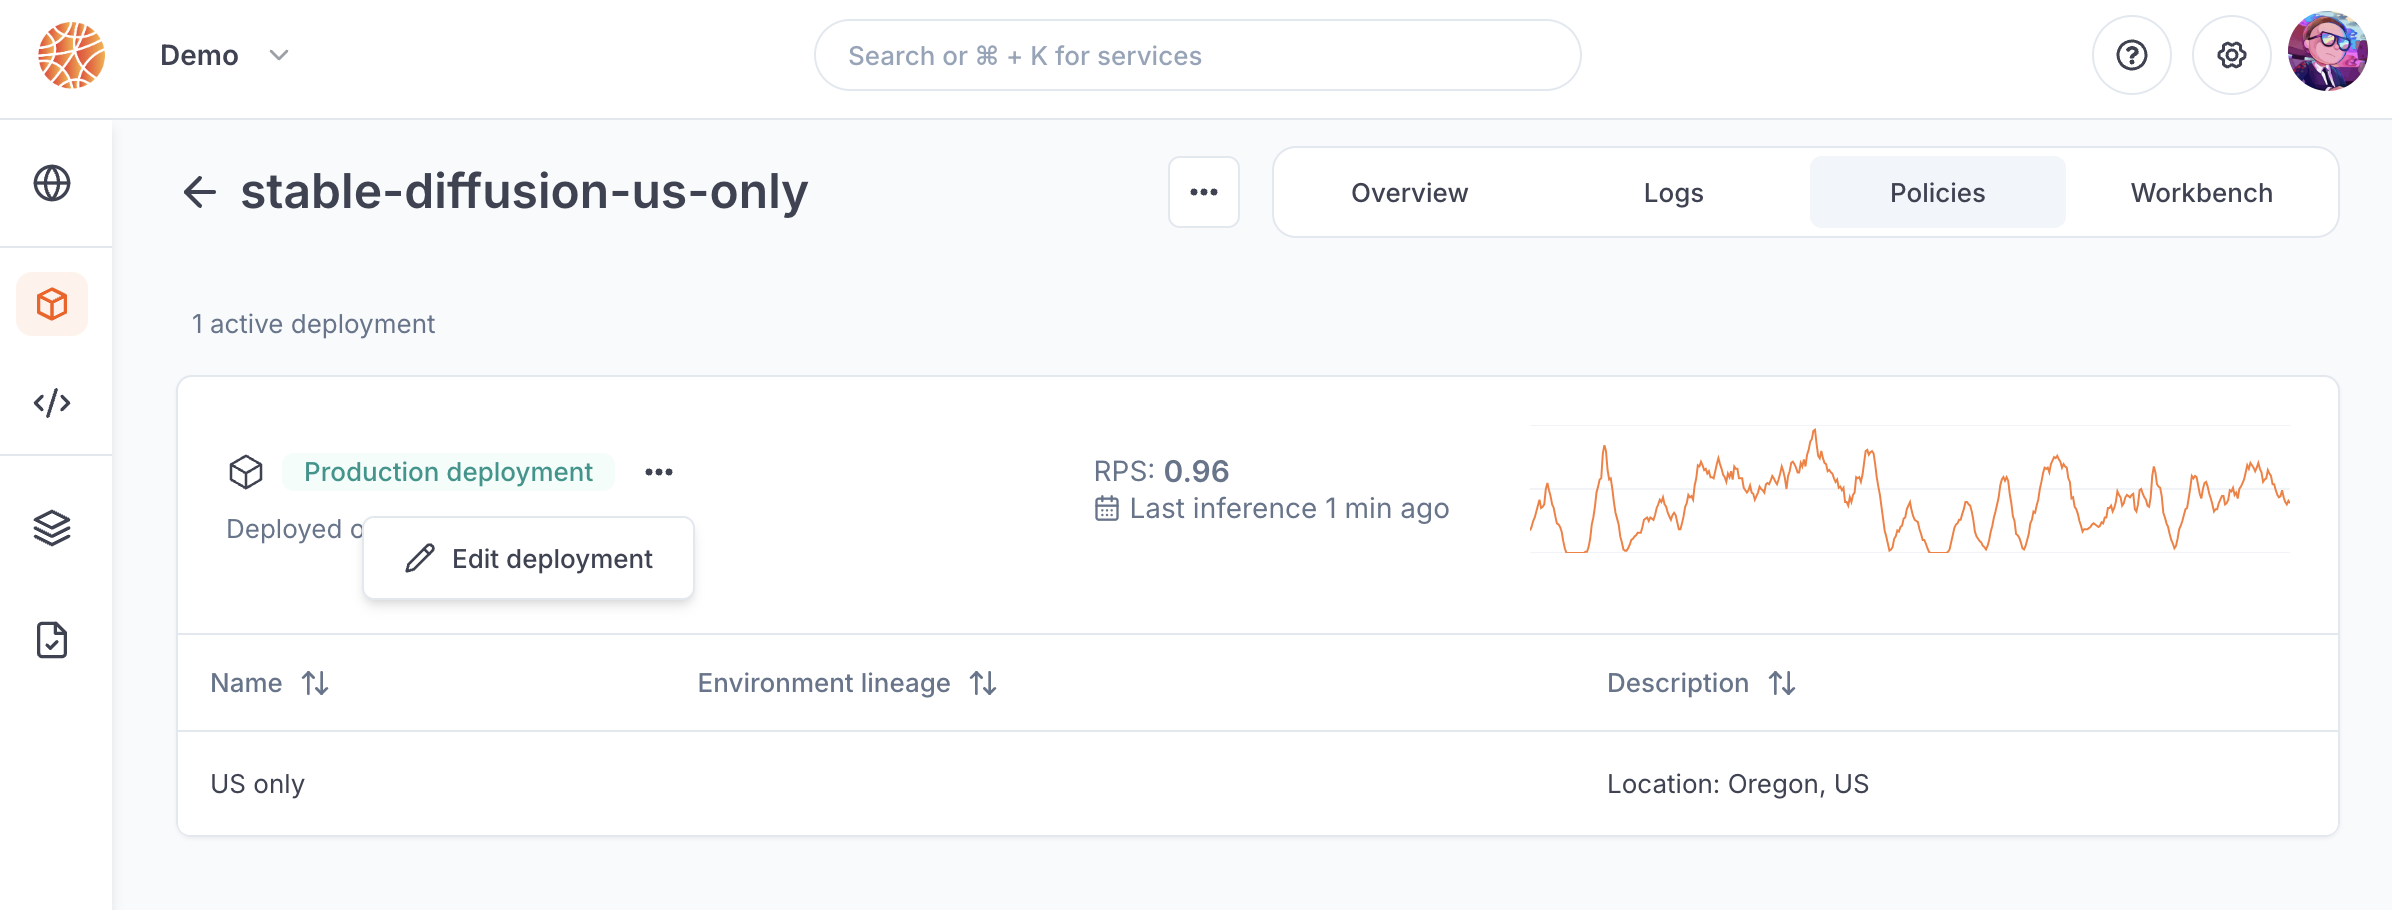 Demo
Search or ⌘ + K for services
stable-diffusion-us-only
Overview
Logs
Policies
Workbench
1 active deployment
Production deployment
RPS: 0.96
Last inference 1 min ago
Deployed
Edit deployment
Name
Environment lineage
Description
US only
Location: Oregon, US